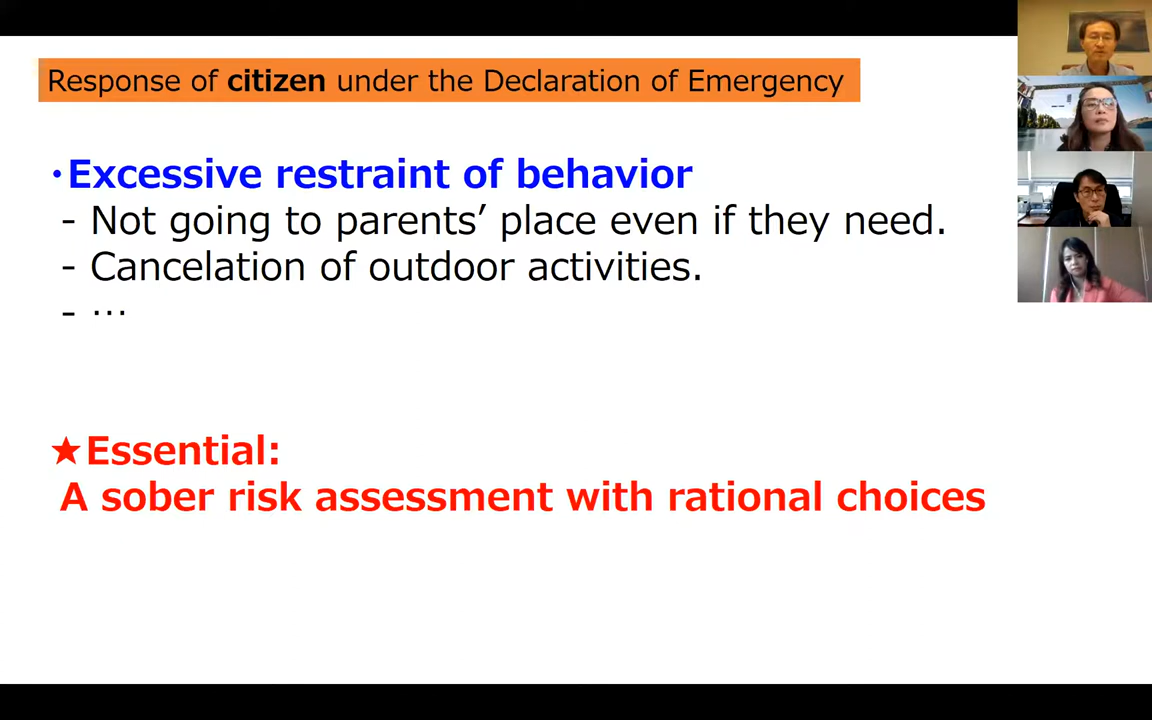 Response of citizen under the Declaration of Emergency
・Excessive restraint of behavior
- Not going to parents’ place even if they need.
- Cancelation of outdoor activities.
- …
★Essential:
A sober risk assessment with rational choices